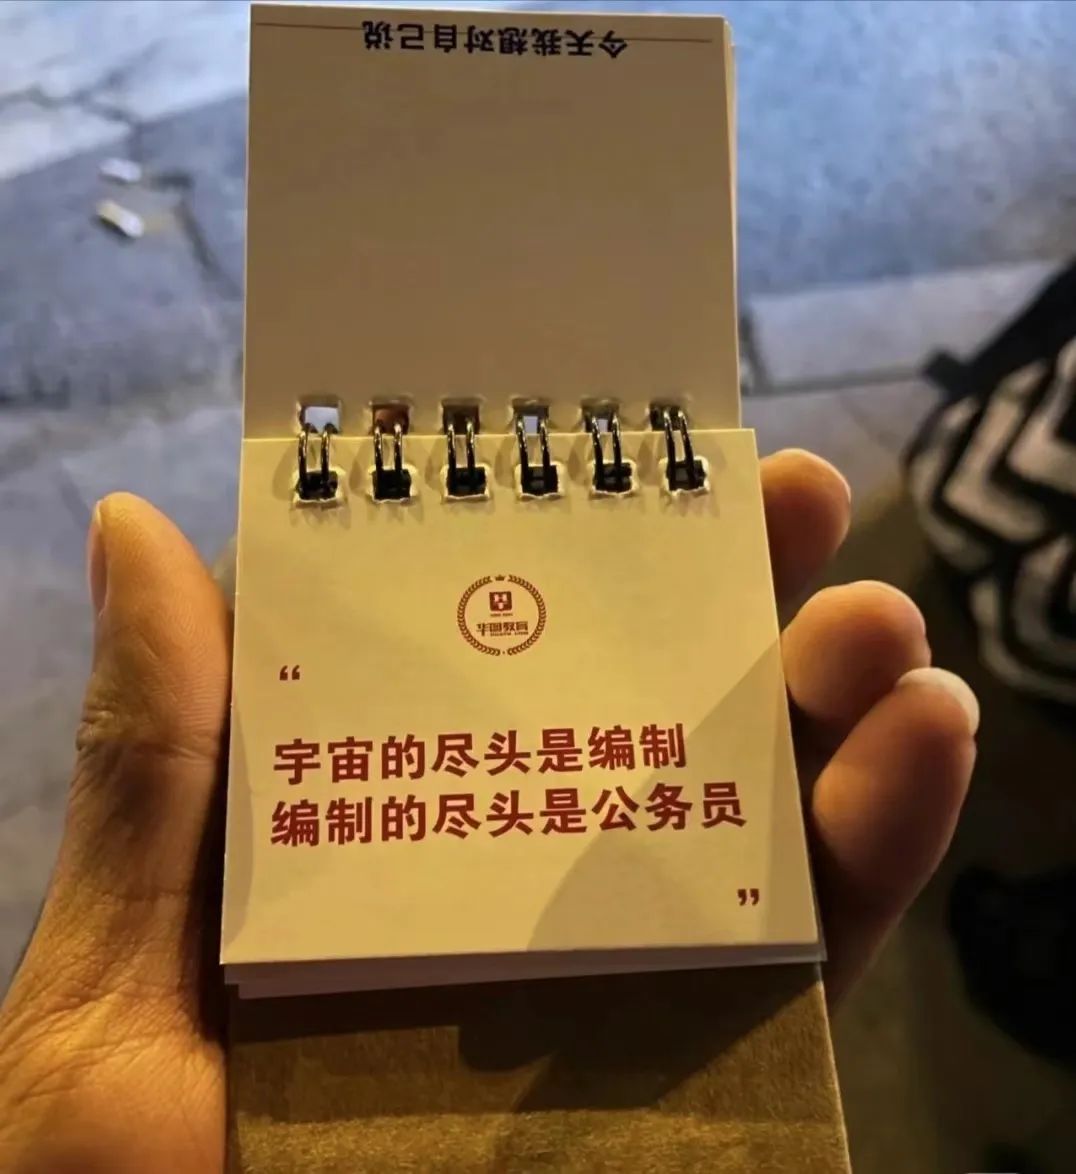 今天我想对自己说
华图教育
“
宇宙的尽头是编制
编制的尽头是公务员
”